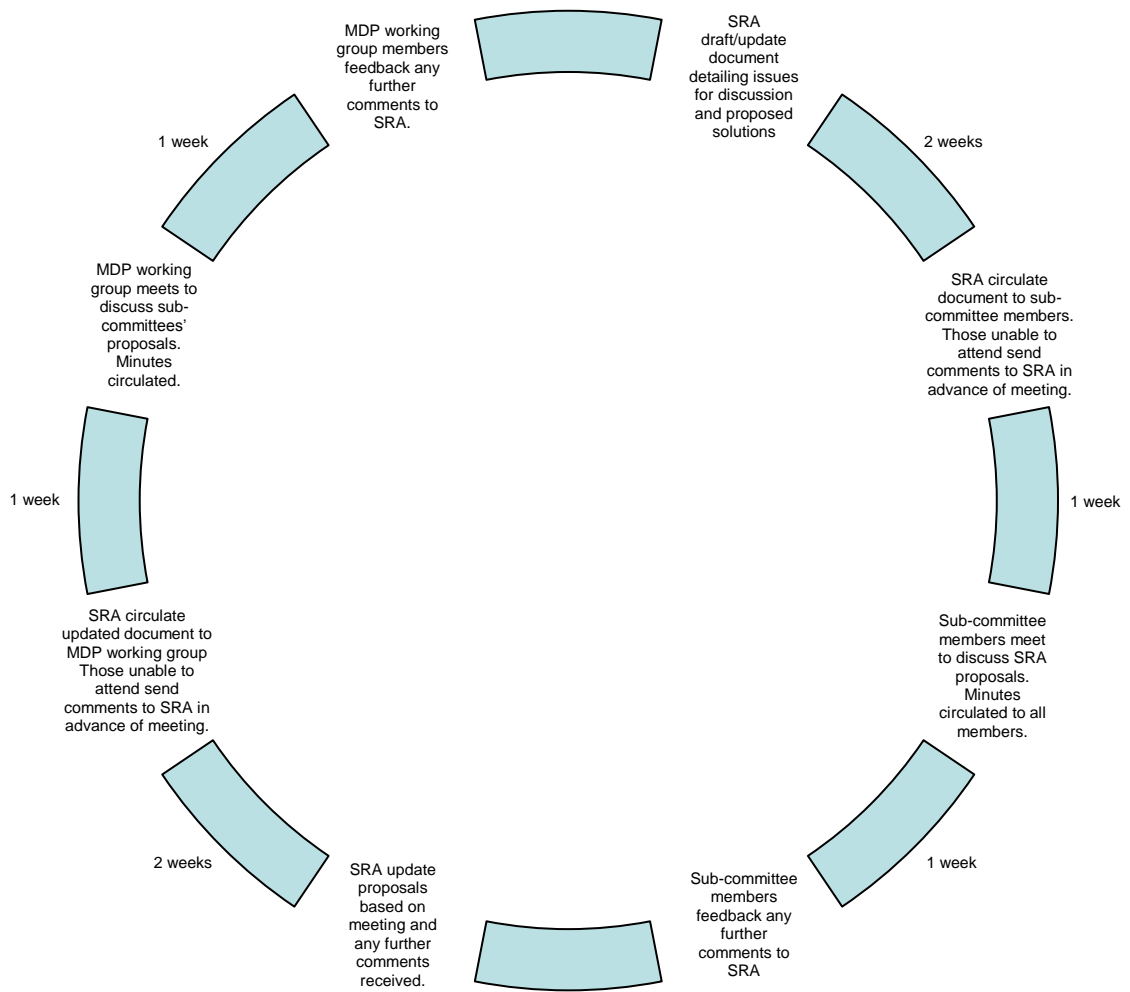 SRA
draft/update
document
detailing issues
for discussion
and proposed
solutions
2 weeks
SRA circulate
document to sub-
committee members.
Those unable to
attend send
comments to SRA in
advance of meeting.
1 week
Sub-committee
members meet
to discuss SRA
proposals.
Minutes
circulated to all
members.
1 week
Sub-committee
members
feedback any
further
comments to
SRA
SRA update
proposals
based on
meeting and
any further
comments
received.
2 weeks
SRA circulate
updated document to
MDP working group
Those unable to
attend send
comments to SRA in
advance of meeting.
1 week
MDP working
group meets to
discuss sub-
committees’
proposals.
Minutes
circulated.
1 week
MDP working
group members
feedback any
further
comments to
SRA.